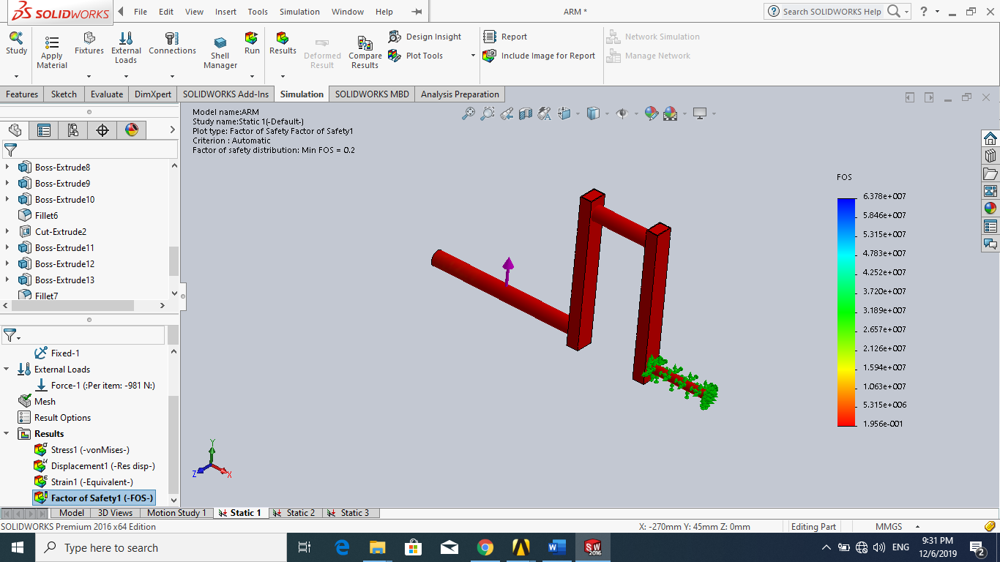 SOLIDWORKS File Edit View Insert Tools Simulation Window Help ARM * Search SOLIDWORKS Help ?
Study Apply Material Fixtures External Loads Connections Shell Manager Run Results Deformed Result Compare Results
Design Insight
Plot Tools
Report
Include Image for Report
Network Simulation
Manage Network
Features Sketch Evaluate DimXpert SOLIDWORKS Add-Ins Simulation SOLIDWORKS MBD Analysis Preparation
Model name:ARM
Study name:Static 1(-Default-)
Plot type: Factor of Safety Factor of Safety1
Criterion : Automatic
Factor of safety distribution: Min FOS = 0.2
Boss-Extrude8
Boss-Extrude9
Boss-Extrude10
Fillet6
Cut-Extrude2
Boss-Extrude11
Boss-Extrude12
Boss-Extrude13
Fillet7
Fixed-1
External Loads
Force-1 (:Per item: -981 N:)
Mesh
Result Options
Results
Stress1 (-vonMises-)
Displacement1 (-Res disp-)
Strain1 (-Equivalent-)
Factor of Safety1 (-FOS-)
FOS
6.378e+007
5.846e+007
5.315e+007
4.783e+007
4.252e+007
3.720e+007
3.189e+007
2.657e+007
2.126e+007
1.594e+007
1.063e+007
5.315e+006
1.956e-001
Y
Z
X
Model 3D Views Motion Study 1 Static 1 Static 2 Static 3
SOLIDWORKS Premium 2016 x64 Edition X: -270mm Y: 45mm Z: 0mm Editing Part MMGS
Type here to search
SW
2016
ENG
9:31 PM
12/6/2019
2